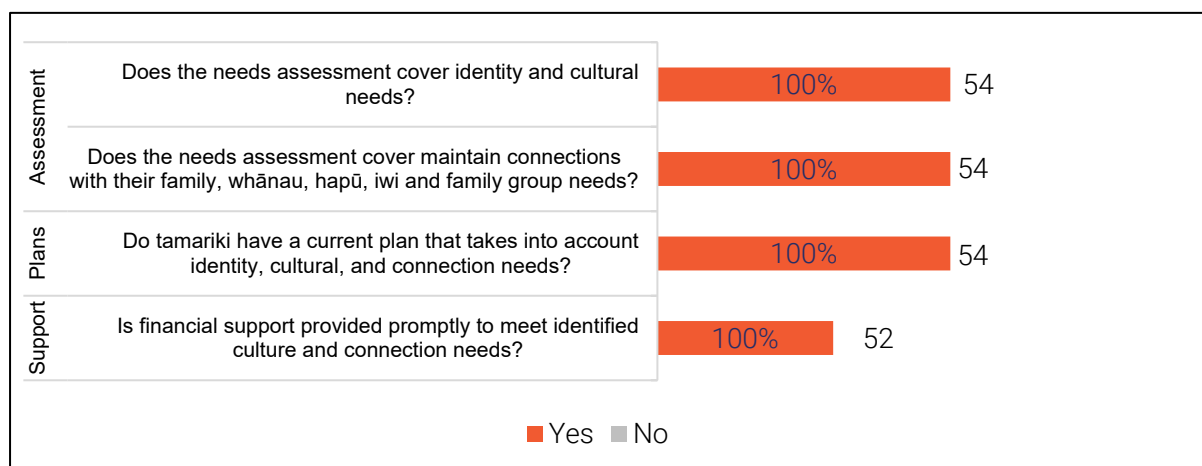 Assessment
Does the needs assessment cover identity and cultural
needs?
100%
54
Does the needs assessment cover maintain connections
with their family, whānau, hapū, iwi and family group needs?
100%
54
Plans
Do tamariki have a current plan that takes into account
identity, cultural, and connection needs?
100%
54
Support
Is financial support provided promptly to meet identified
culture and connection needs?
100%
52
Yes No